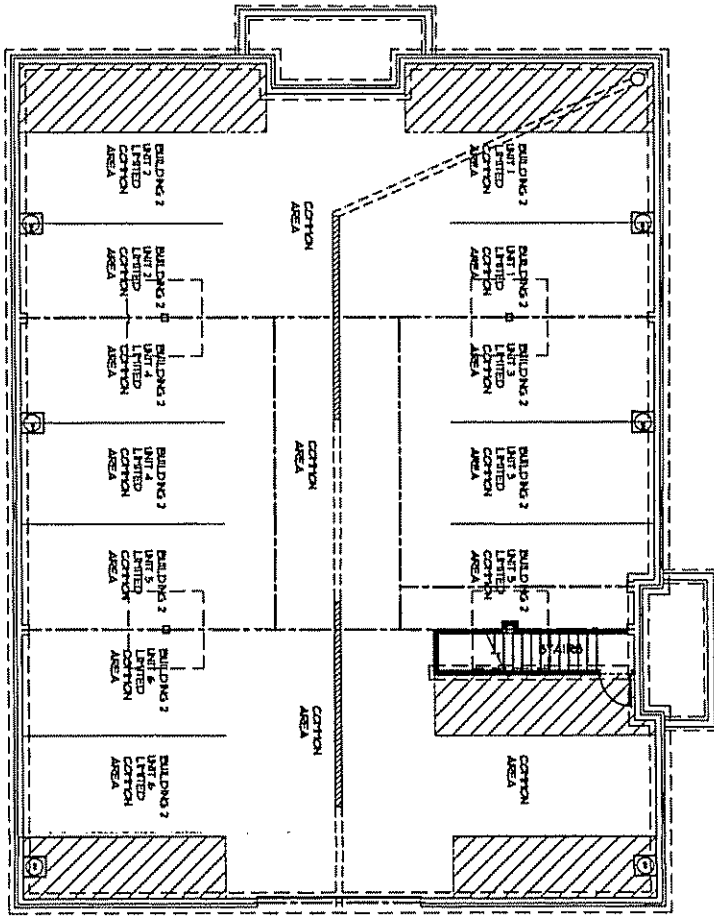 BUILDING 2
UNIT 2
LIMITED
COMMON
AREA
BUILDING 2
UNIT 1
LIMITED
COMMON
AREA
COMMON
AREA
BUILDING 2
UNIT 2
LIMITED
COMMON
AREA
BUILDING 2
UNIT 1
LIMITED
COMMON
AREA
BUILDING 2
UNIT 4
LIMITED
COMMON
AREA
BUILDING 2
UNIT 3
LIMITED
COMMON
AREA
BUILDING 2
UNIT 4
LIMITED
COMMON
AREA
COMMON
AREA
BUILDING 2
UNIT 3
LIMITED
COMMON
AREA
BUILDING 2
UNIT 5
LIMITED
COMMON
AREA
BUILDING 2
UNIT 5
LIMITED
COMMON
AREA
STAIRS
BUILDING 2
UNIT 6
LIMITED
COMMON
AREA
COMMON
AREA
BUILDING 2
UNIT 6
LIMITED
COMMON
AREA
COMMON
AREA